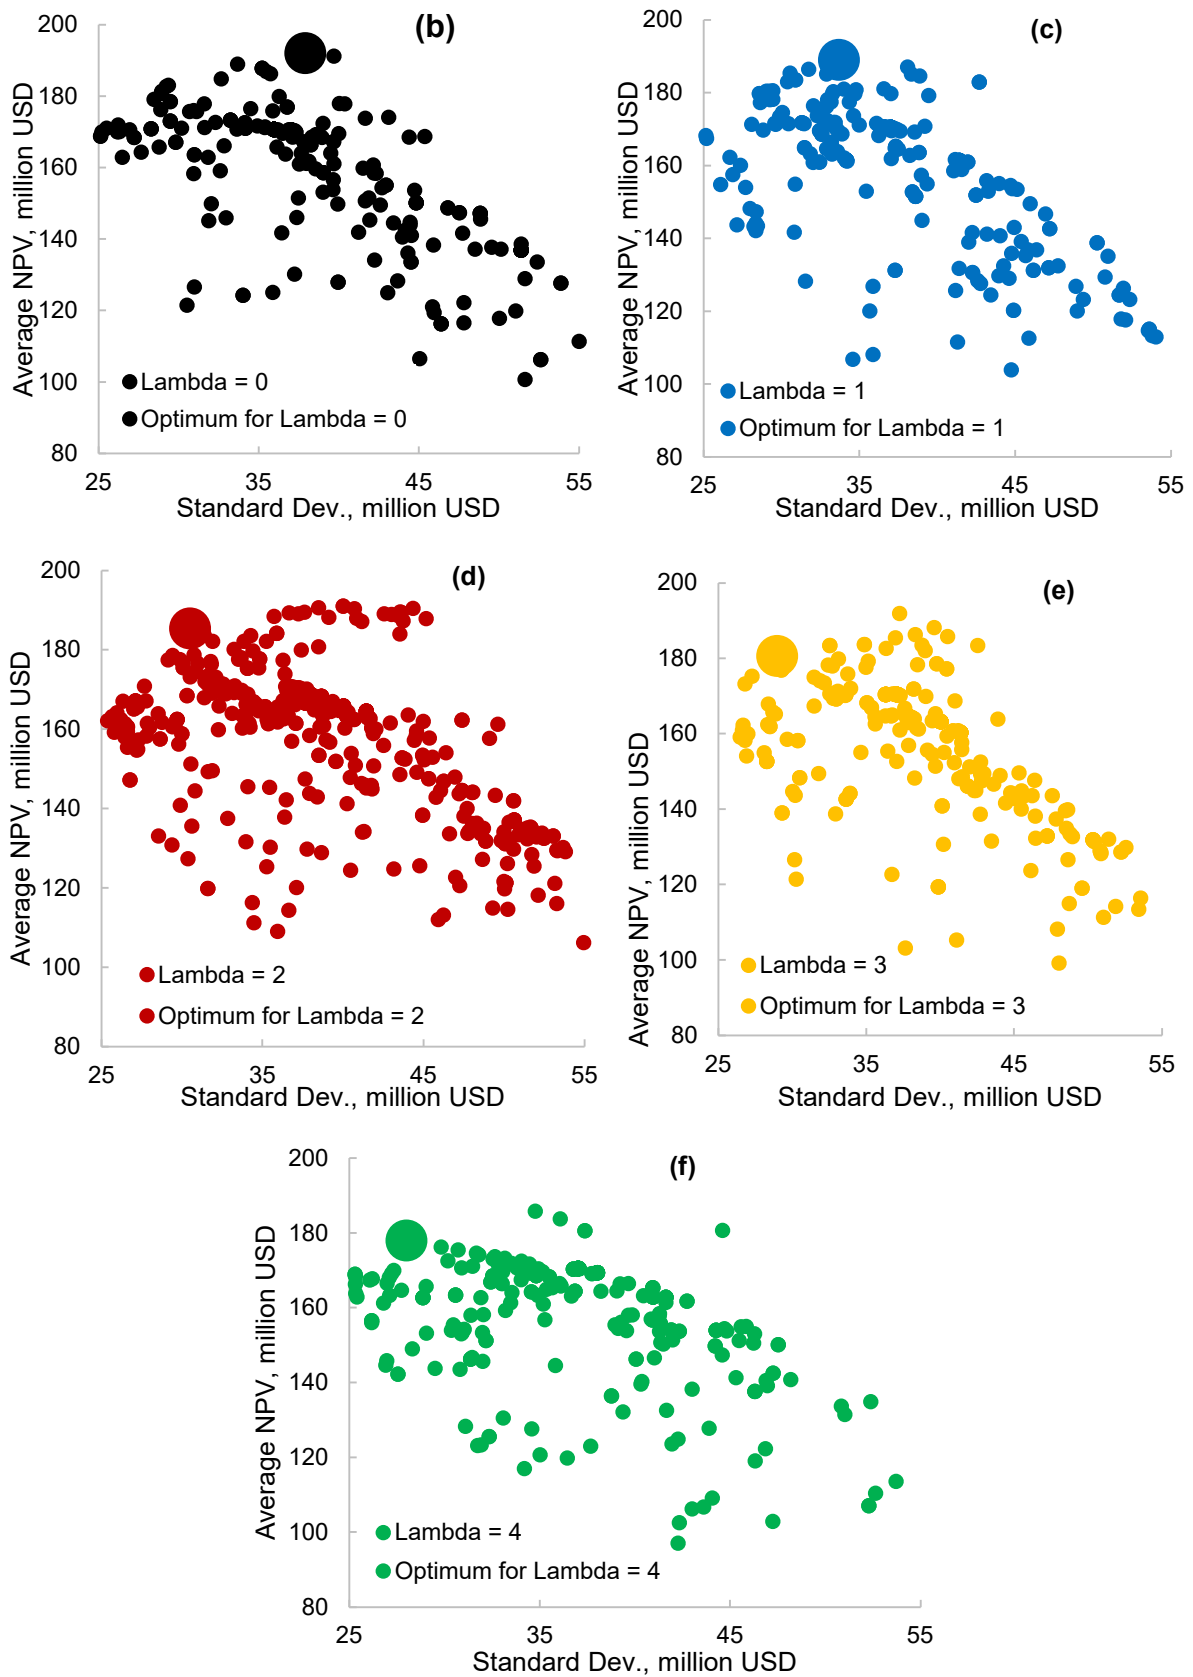 (b)
Average NPV, million USD
200
180
160
140
120
100
80
Lambda = 0
Optimum for Lambda = 0
25 35 45 55
Standard Dev., million USD
(c)
Average NPV, million USD
200
180
160
140
120
100
80
Lambda = 1
Optimum for Lambda = 1
25 35 45 55
Standard Dev., million USD
(d)
Average NPV, million USD
200
180
160
140
120
100
80
Lambda = 2
Optimum for Lambda = 2
25 35 45 55
Standard Dev., million USD
(e)
Average NPV, million USD
200
180
160
140
120
100
80
Lambda = 3
Optimum for Lambda = 3
25 35 45 55
Standard Dev., million USD
(f)
Average NPV, million USD
200
180
160
140
120
100
80
Lambda = 4
Optimum for Lambda = 4
25 35 45 55
Standard Dev., million USD